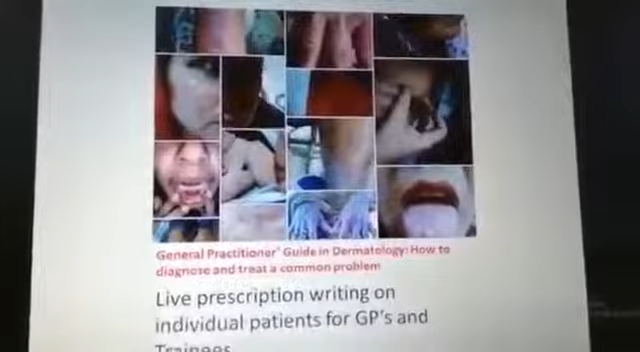 General Practitioner' Guide in Dermatology: How to
diagnose and treat a common problem
Live prescription writing on
individual patients for GP's and
Trainees